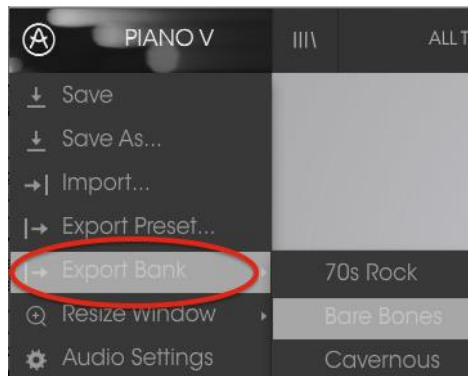 PIANO V
ALL T
Save
Save As...
Import...
Export Preset...
Export Bank
70s Rock
Resize Window
Bare Bones
Audio Settings
Cavernous